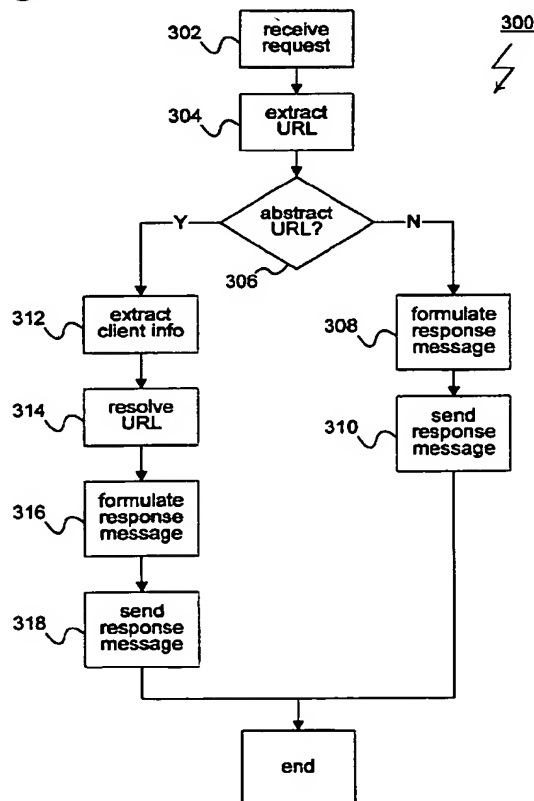 300
302
receive
request
304
extract
URL
abstract
URL?
Y
N
306
312
extract
client info
308
formulate
response
message
314
resolve
URL
310
send
response
message
316
formulate
response
message
318
send
response
message
end